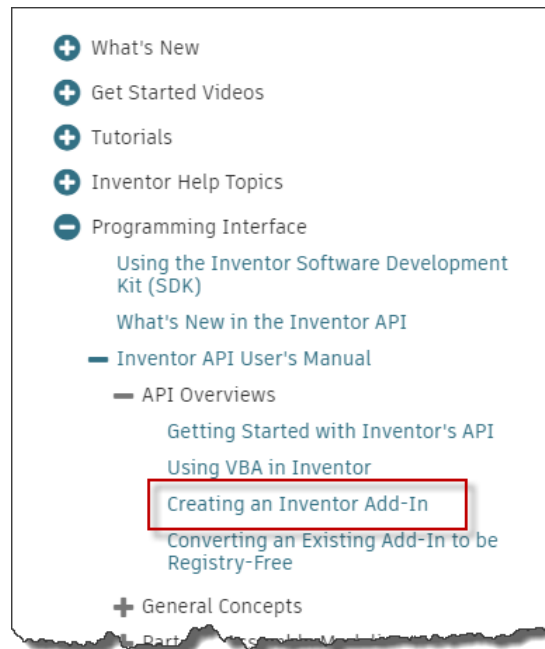 What's New
Get Started Videos
Tutorials
Inventor Help Topics
Programming Interface
Using the Inventor Software Development
Kit (SDK)
What's New in the Inventor API
Inventor API User's Manual
API Overviews
Getting Started with Inventor's API
Using VBA in Inventor
Creating an Inventor Add-In
Converting an Existing Add-In to be
Registry-Free
General Concepts